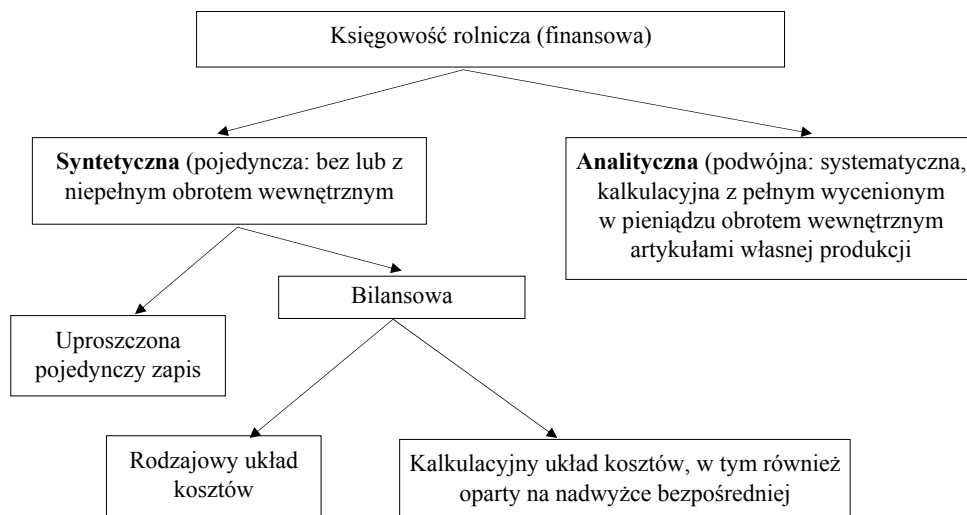 Księgowość rolnicza (finansowa)
Syntetyczna (pojedyncza: bez lub z
niepełnym obrotem wewnętrznym
Analityczna (podwójna: systematyczna,
kalkulacyjna z pełnym wycenionym
w pieniądzu obrotem wewnętrznym
artykułami własnej produkcji
Bilansowa
Uproszczona
pojedynczy zapis
Rodzajowy układ
kosztów
Kalkulacyjny układ kosztów, w tym również
oparty na nadwyżce bezpośredniej